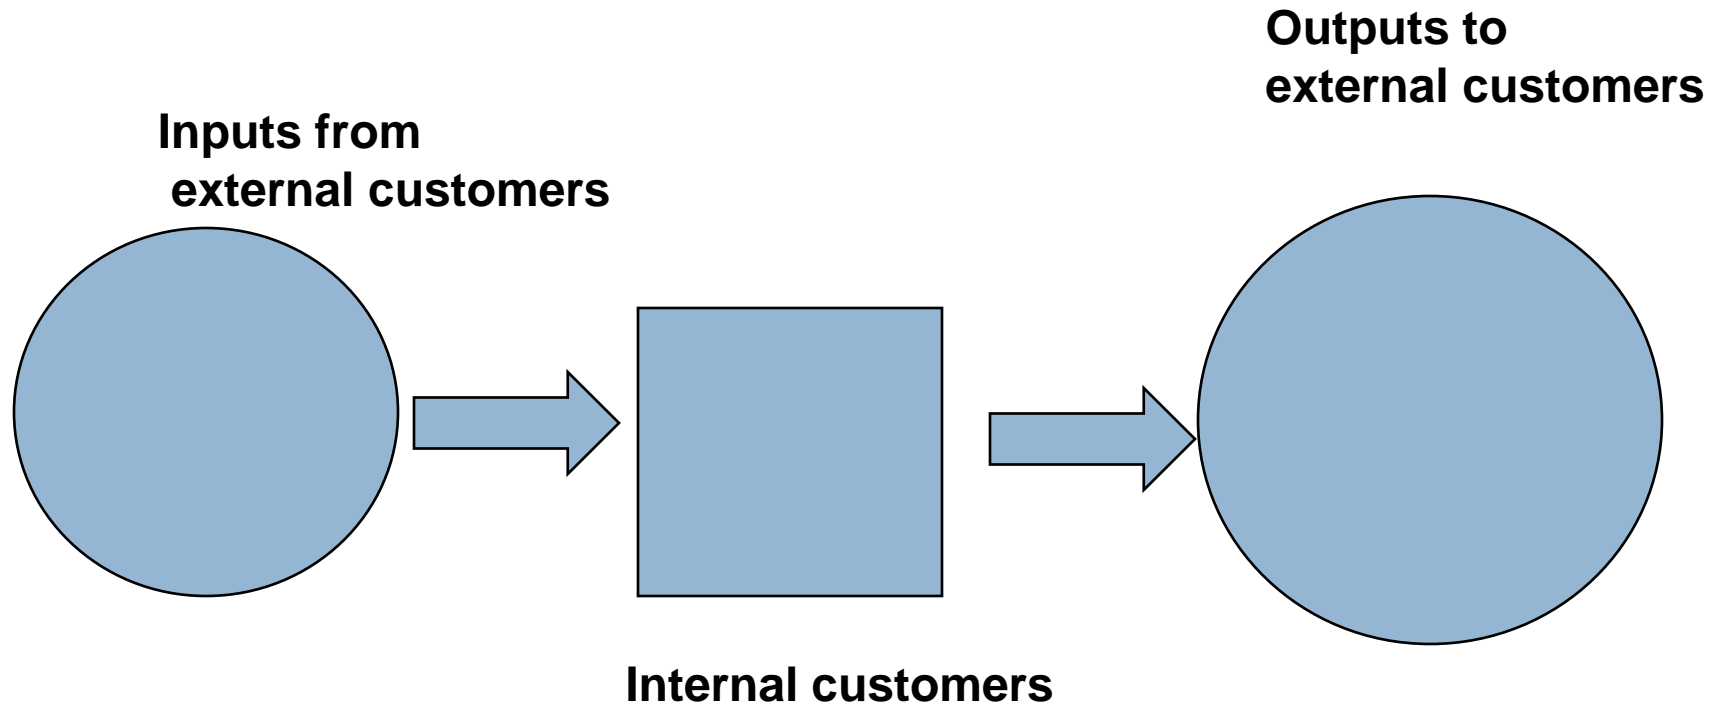 Inputs from
external customers
Internal customers
Outputs to
external customers